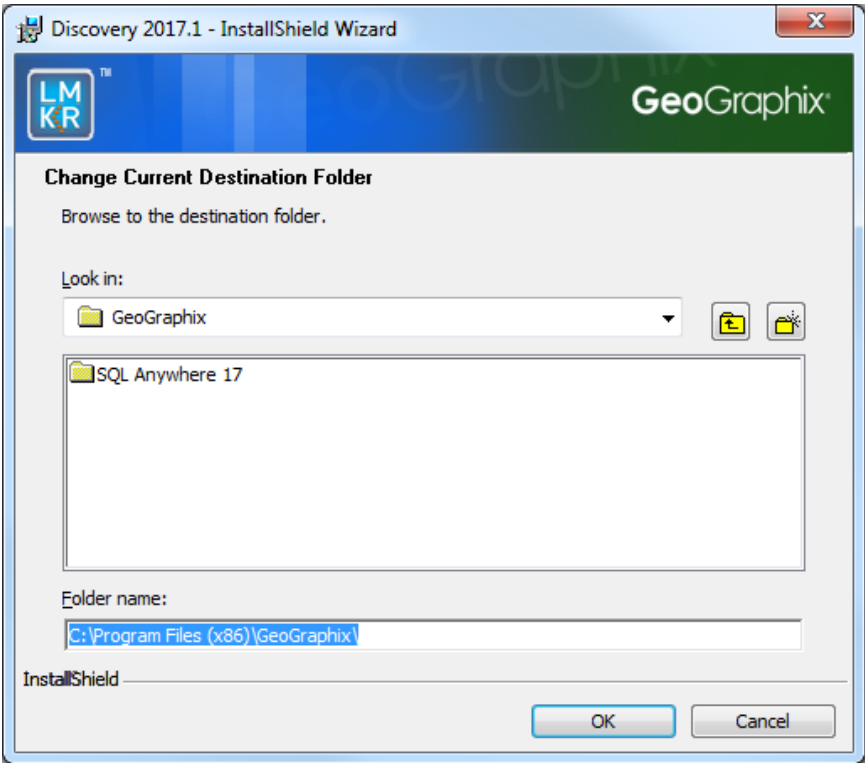 Discovery 2017.1 - InstallShield Wizard
LM
KR
TM
GeoGraphix
GeoGraphix®
Change Current Destination Folder
Browse to the destination folder.
Look in:
GeoGraphix
SQL Anywhere 17
Folder name:
C:\Program Files (x86)\GeoGraphix\
InstallShield
OK Cancel